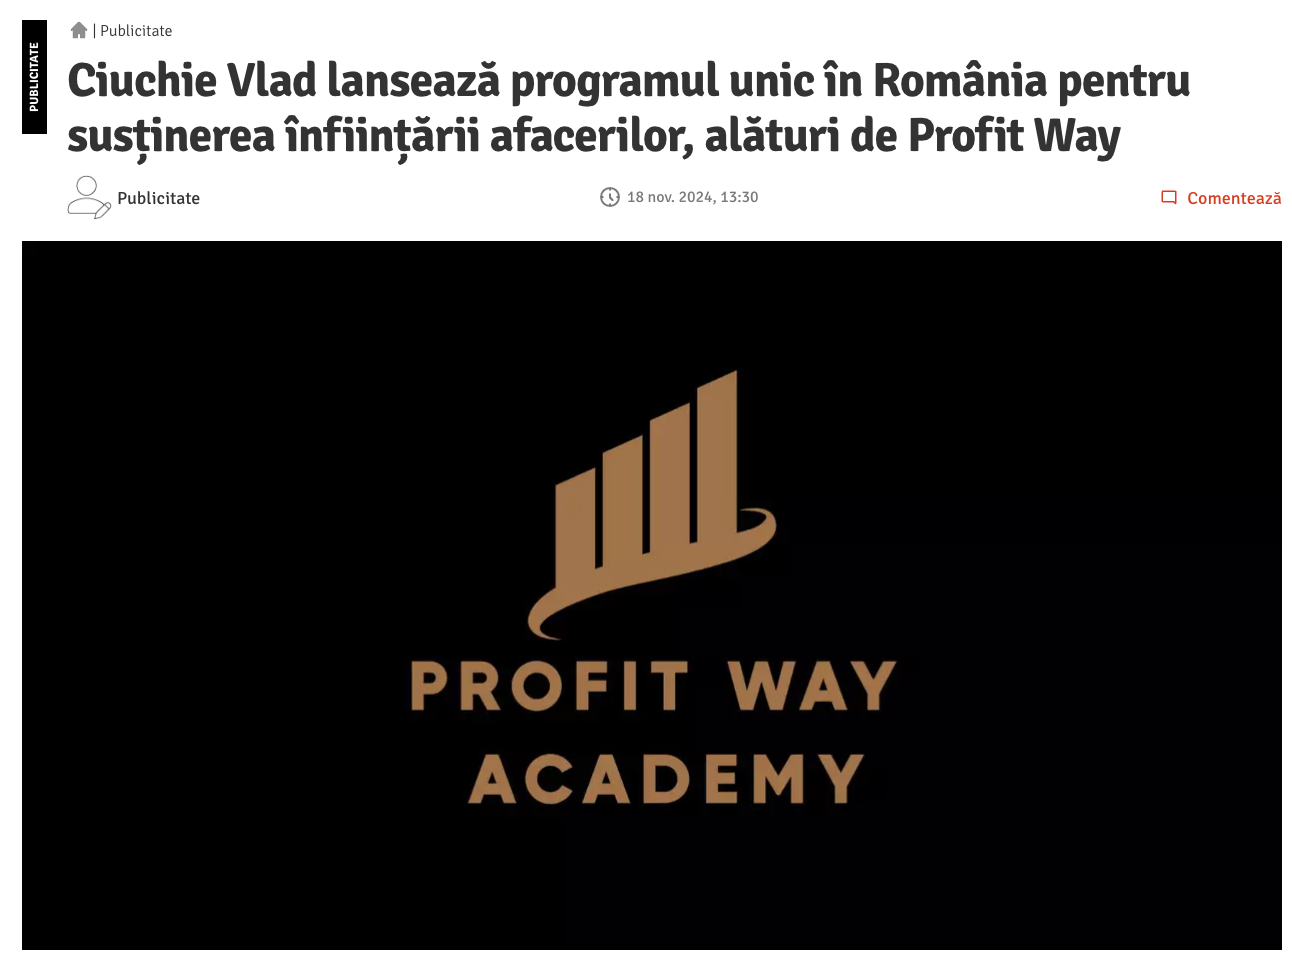 PUBLICITATE
| Publicitate
Ciuchie Vlad lansează programul unic în România pentru
susținerea înființării afacerilor, alături de Profit Way
Publicitate
18 nov. 2024, 13:30
Comentează
PROFIT WAY
ACADEMY